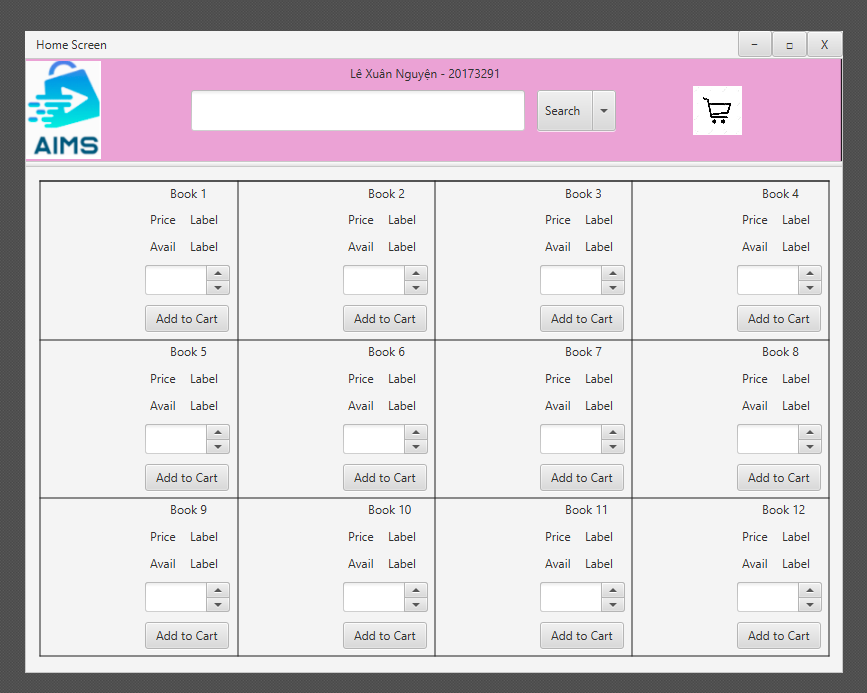 Home Screen
X
Lê Xuân Nguyện - 20173291
AIMS
Search
Book 1 Book 2 Book 3 Book 4
Price Label Price Label Price Label Price Label
Avail Label Avail Label Avail Label Avail Label
Add to Cart Add to Cart Add to Cart Add to Cart
Book 5 Book 6 Book 7 Book 8
Price Label Price Label Price Label Price Label
Avail Label Avail Label Avail Label Avail Label
Add to Cart Add to Cart Add to Cart Add to Cart
Book 9 Book 10 Book 11 Book 12
Price Label Price Label Price Label Price Label
Avail Label Avail Label Avail Label Avail Label
Add to Cart Add to Cart Add to Cart Add to Cart